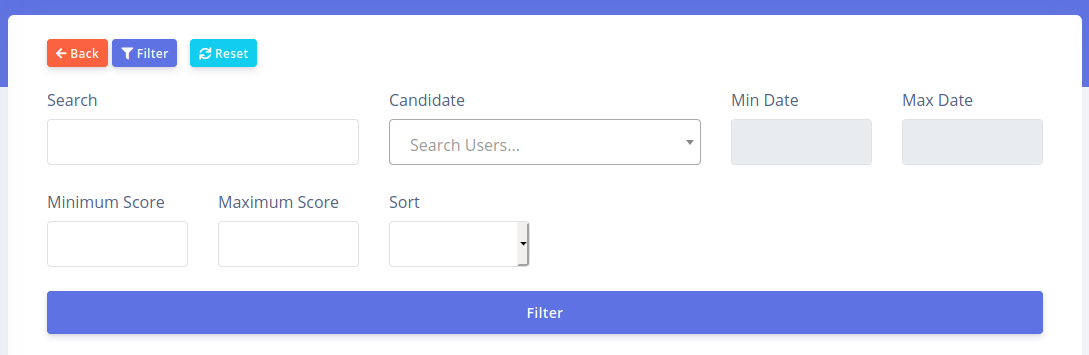 Back Filter Reset
Search Candidate Min Date Max Date
Search Users...
Minimum Score Maximum Score Sort
Filter